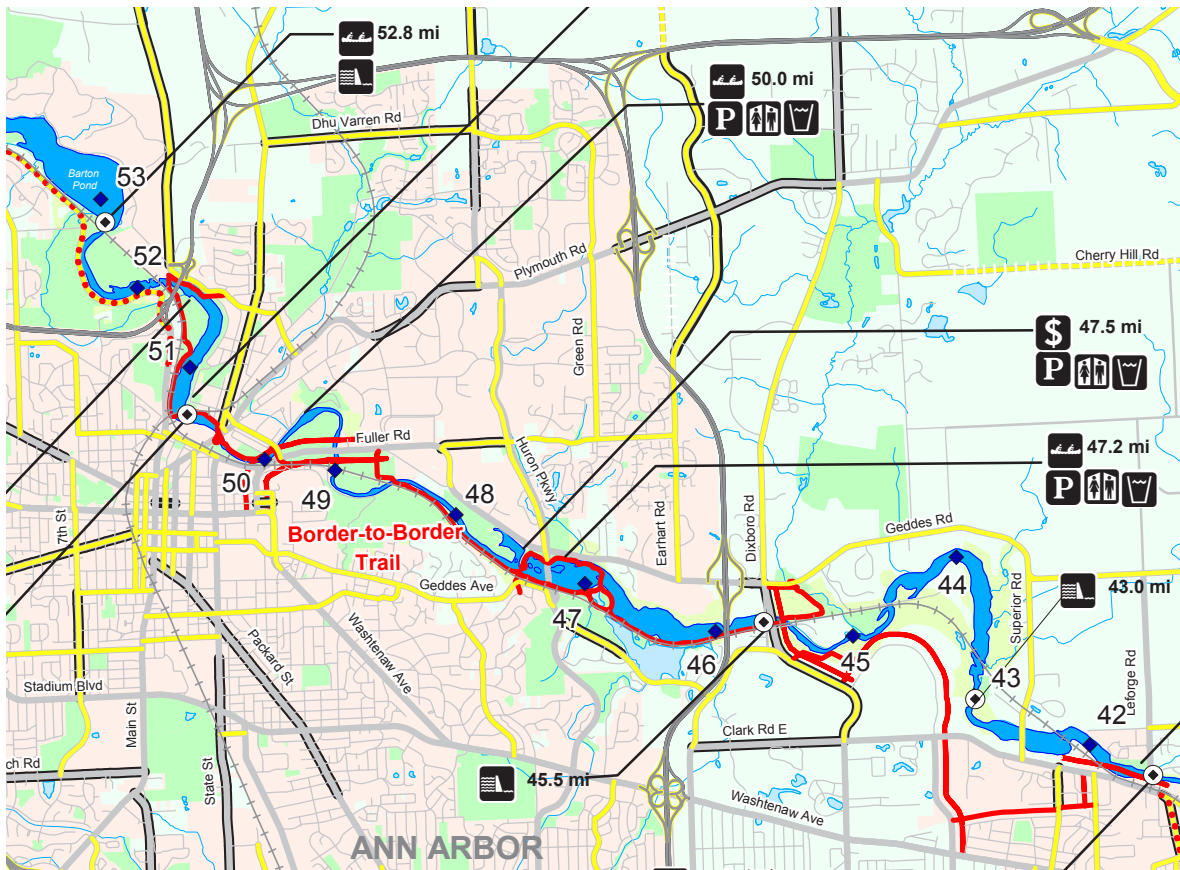 52.8 mi
50.0 mi
P
Dhu Varren Rd
Barton
Pond
53
52
Plymouth Rd
Cherry Hill Rd
$
47.5 mi
P
51
Green Rd
Fuller Rd
Huron Pkwy
47.2 mi
P
50
49
48
7th St
Border-to-Border
Trail
Earhart Rd
Dixboro Rd
Geddes Rd
Geddes Ave
44
Superior Rd
43.0 mi
47
46
45
Packard St
Washtenaw Ave
Stadium Blvd
Main St
State St
43
Leforge Rd
42
Clark Rd E
ch Rd
45.5 mi
Washtenaw Ave
ANN ARBOR